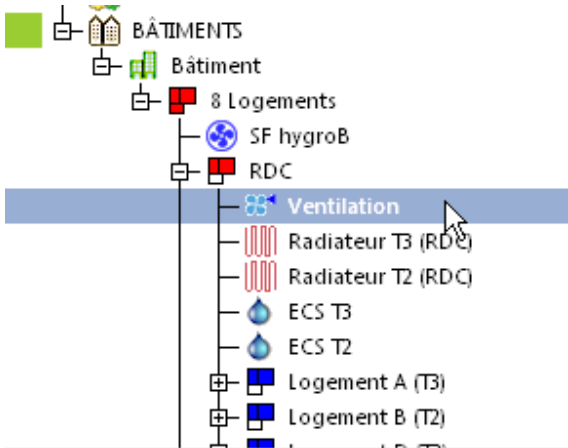 BÂTIMENTS
Bâtiment
8 Logements
SF hygroB
RDC
Ventilation
Radiateur T3 (RDC)
Radiateur T2 (RDC)
ECS T3
ECS T2
Logement A (T3)
Logement B (T2)